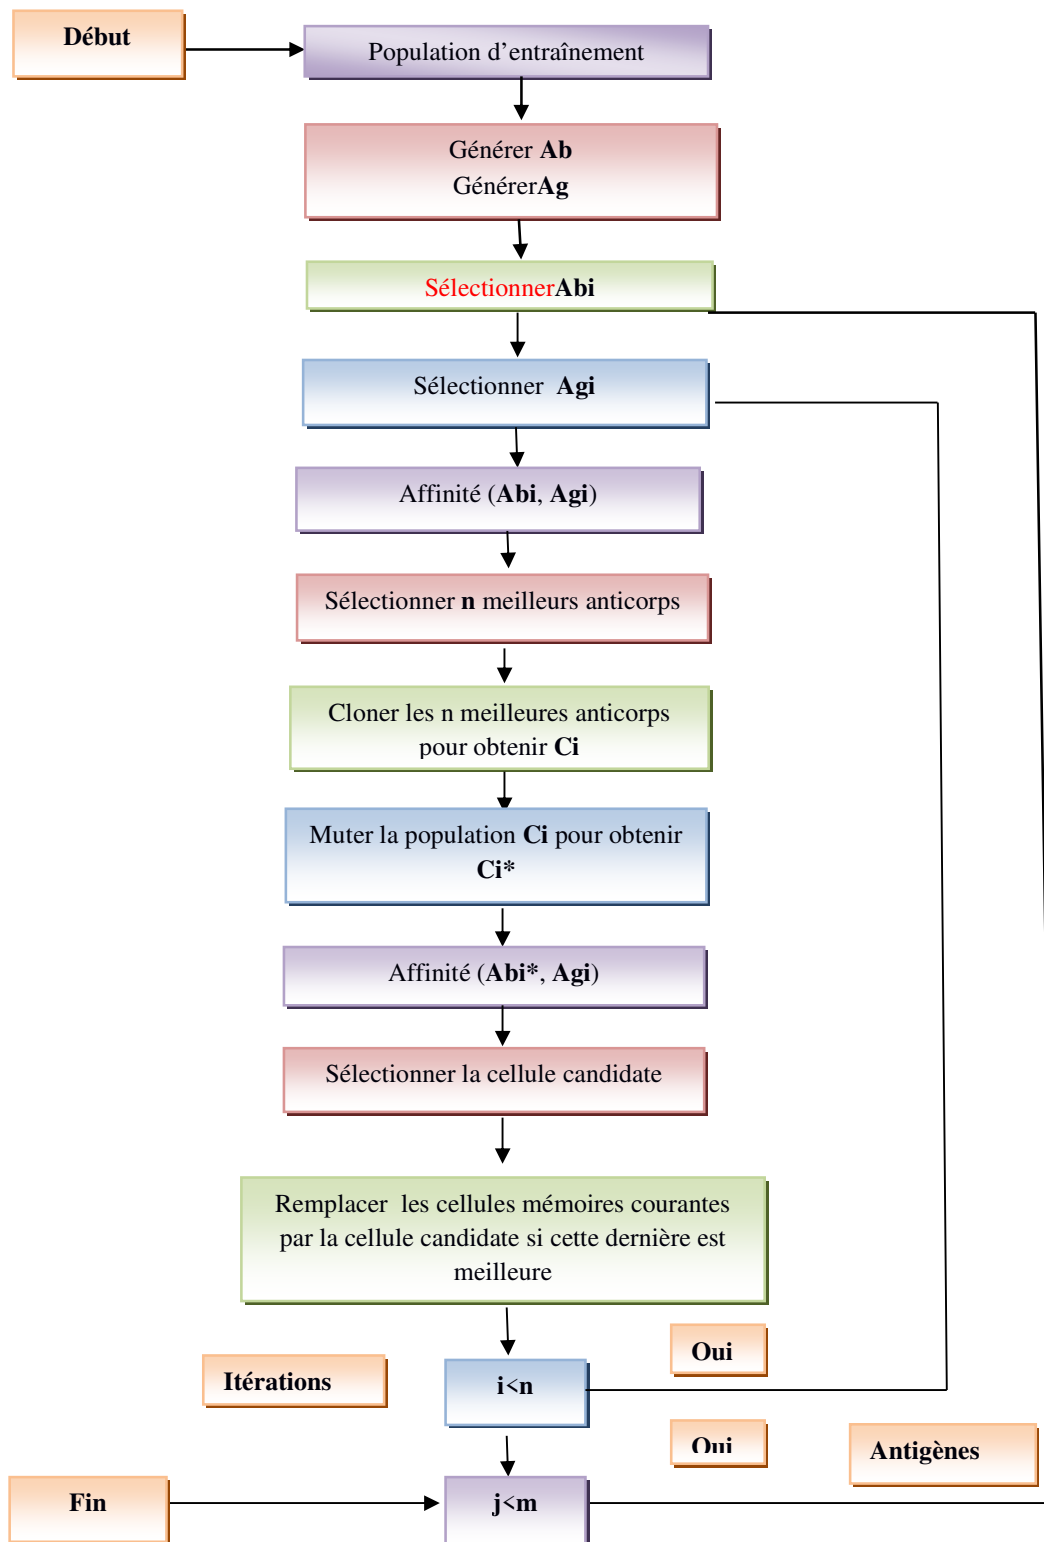 Début
Population d'entraînement
Générer Ab
GénérerAg
SélectionnerAbi
Sélectionner Agi
Affinité (Abi, Agi)
Sélectionner n meilleurs anticorps
Cloner les n meilleures anticorps
pour obtenir Ci
Muter la population Ci pour obtenir
Ci*
Affinité (Abi*, Agi)
Sélectionner la cellule candidate
Remplacer les cellules mémoires courantes
par la cellule candidate si cette dernière est
meilleure
Oui
Itérations
i<n
Oui
Antigènes
Fin
j<m